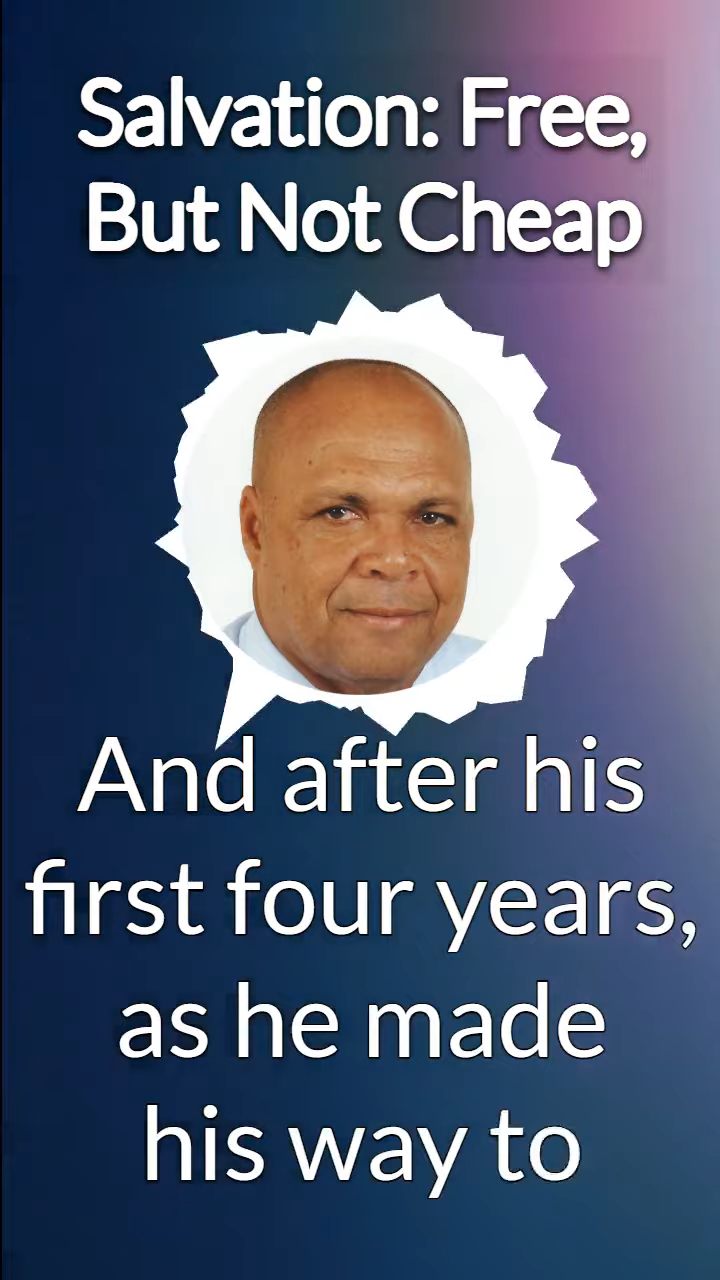 Salvation: Free,
But Not Cheap
And after his
first four years,
as he made
his way to